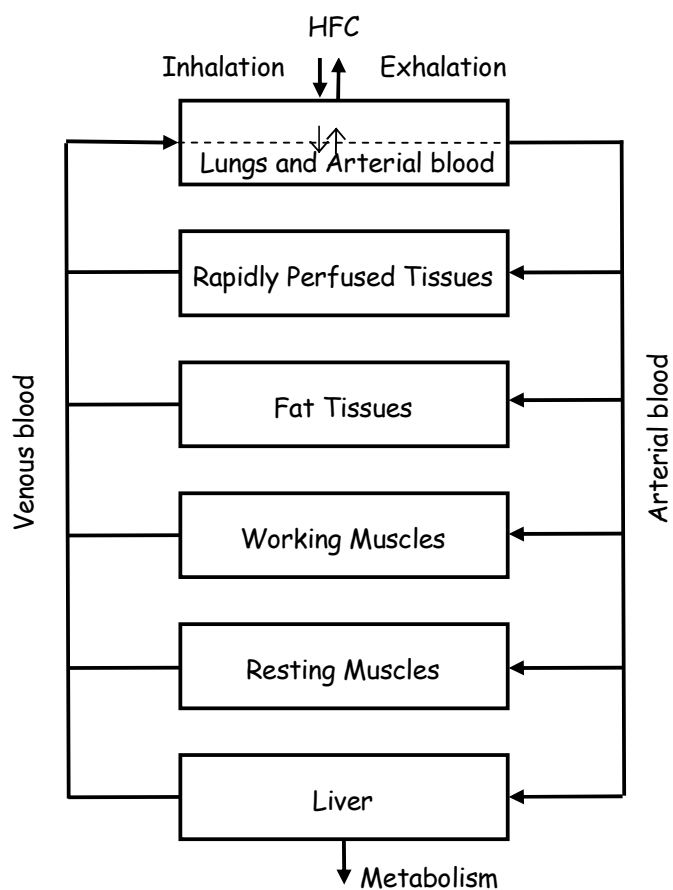 HFC
Inhalation
Exhalation
Lungs and Arterial blood
Rapidly Perfused Tissues
Fat Tissues
Venous blood
Arterial blood
Working Muscles
Resting Muscles
Liver
Metabolism